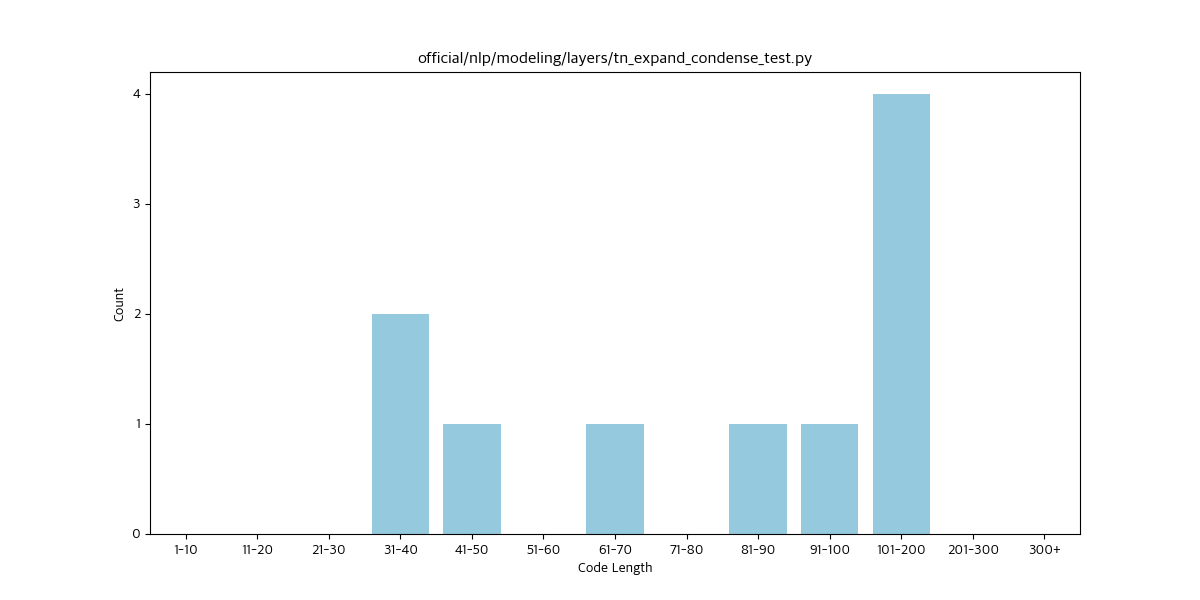 official/nlp/modeling/layers/tn_expand_condense_test.py
4
3
2
1
0
Count
1-10 11-20 21-30 31-40 41-50 51-60 61-70 71-80 81-90 91-100 101-200 201-300 300+
Code Length